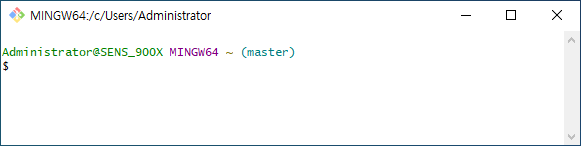 MINGW64:/c/Users/Administrator
Administrator@SENS_900X MINGW64 ~ (master)
$